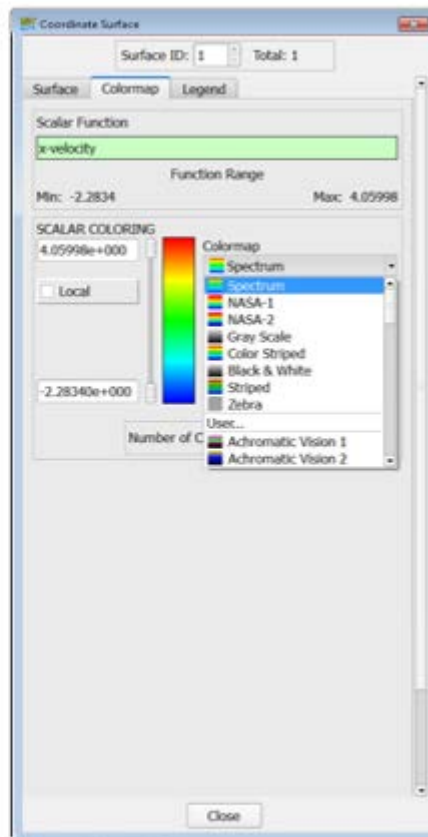 Coordinate Surface
Surface ID: 1 Total: 1
Surface Colormap Legend
Scalar Function
x-velocity
Function Range
Min: -2.2834 Max: 4.05998
SCALAR COLORING
4.05998e+000
Colormap
Spectrum
Spectrum
Local
NASA-1
NASA-2
Gray Scale
Color Striped
Black & White
-2.28340e+000
Striped
Zebra
User...
Number of C
Achromatic Vision 1
Achromatic Vision 2
Close